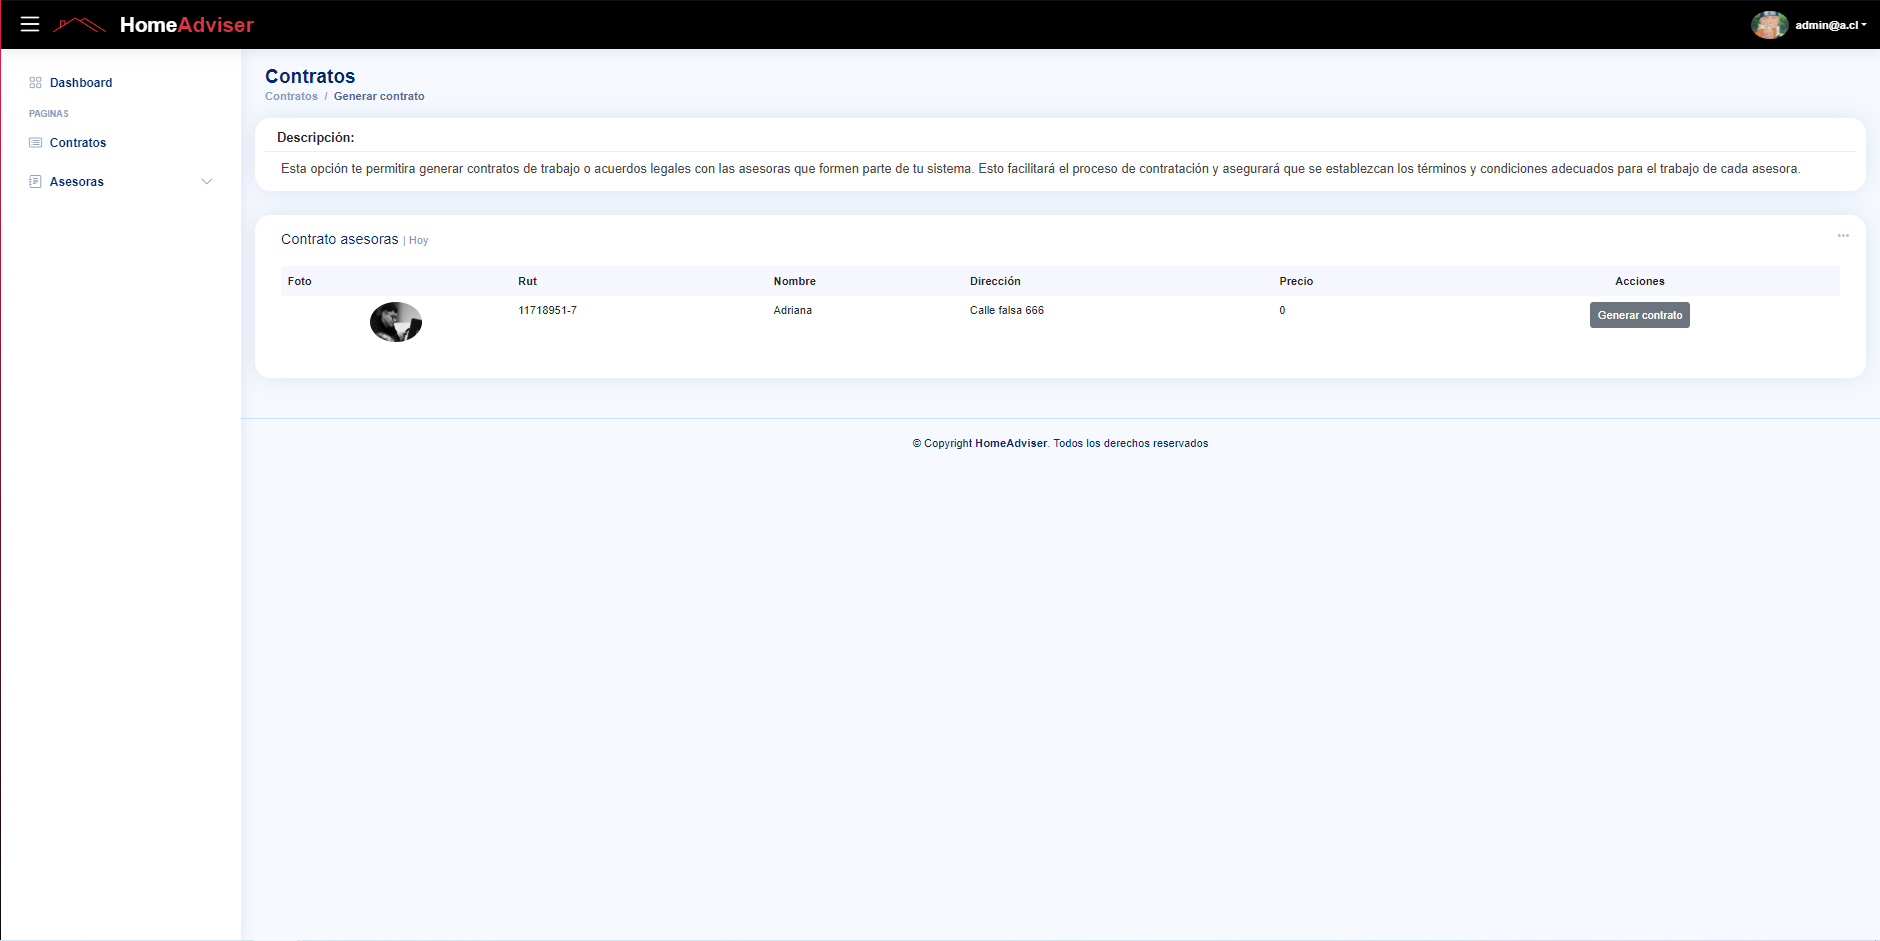 HomeAdviser
admin@a.cl
Dashboard
PAGINAS
Contratos
Asesoras
Contratos
Contratos / Generar contrato
Descripción:
Esta opción te permitira generar contratos de trabajo o acuerdos legales con las asesoras que formen parte de tu sistema. Esto facilitará el proceso de contratación y asegurará que se establezcan los términos y condiciones adecuados para el trabajo de cada asesora.
Contrato asesoras | Hoy
Foto Rut Nombre Dirección Precio Acciones
11718951-7 Adriana Calle falsa 666 0 Generar contrato
© Copyright HomeAdviser. Todos los derechos reservados